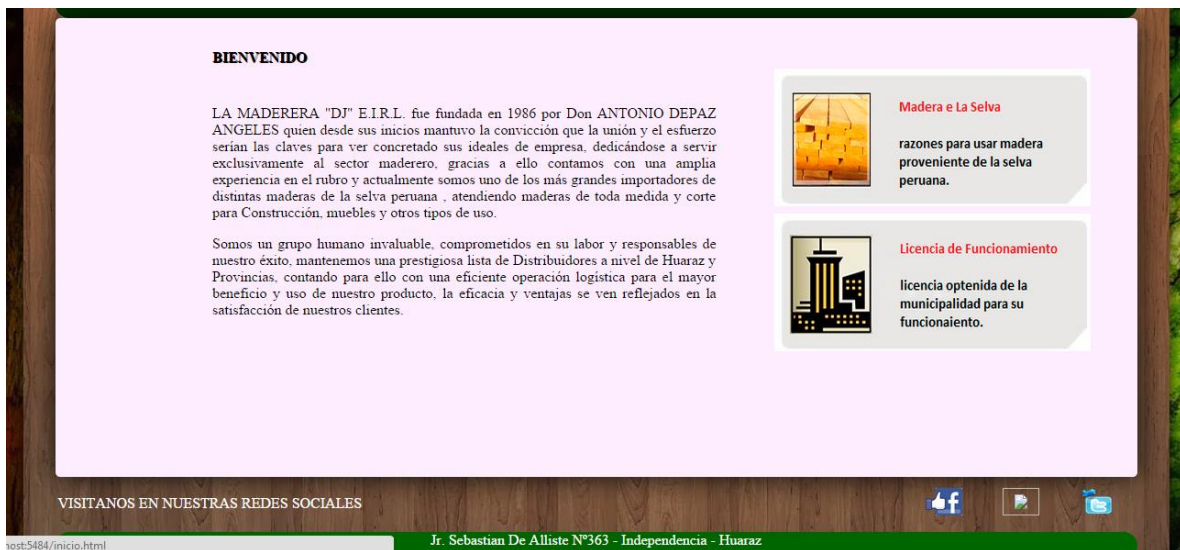 BIENVENIDO
LA MADERERA "DJ" E.I.R.L. fue fundada en 1986 por Don ANTONIO DEPAZ
ANGELES quien desde sus inicios mantuvo la convicción que la unión y el esfuerzo
serían las claves para ver concretado sus ideales de empresa, dedicándose a servir
exclusivamente al sector maderero, gracias a ello contamos con una amplia
experiencia en el rubro y actualmente somos uno de los más grandes importadores de
distintas maderas de la selva peruana , atendiendo maderas de toda medida y corte
para Construcción, muebles y otros tipos de uso.
Somos un grupo humano invaluable, comprometidos en su labor y responsables de
nuestro éxito, mantenemos una prestigiosa lista de Distribuidores a nivel de Huaraz y
Provincias, contando para ello con una eficiente operación logística para el mayor
beneficio y uso de nuestro producto, la eficacia y ventajas se ven reflejados en la
satisfacción de nuestros clientes.
Madera e La Selva
razones para usar madera
proveniente de la selva
peruana.
Licencia de Funcionamiento
licencia optenida de la
municipalidad para su
funcionaiento.
VISITANOS EN NUESTRAS REDES SOCIALES
Jr. Sebastian De Alliste Nº363 - Independencia - Huaraz
host:5484/inicio.html